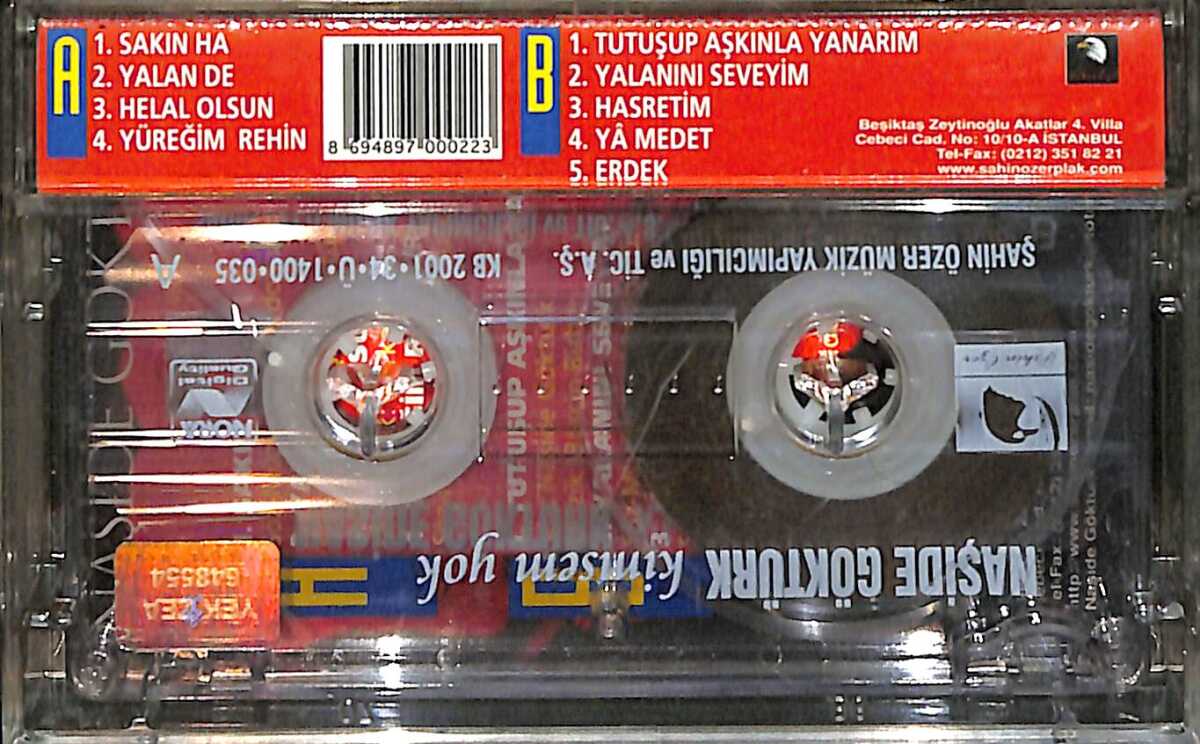 A
1. SAKIN HA
2. YALAN DE
3. HELAL OLSUN
4. YÜREĞİM REHİN
8 694897 000223
B
1. TUTUŞUP AŞKINLA YANARIM
2. YALANINI SEVEYİM
3. HASRETİM
4. YÂ MEDET
5. ERDEK
Beşiktaş Zeytinoğlu Akatlar 4. Villa
Cebeci Cad. No: 10/10-A İSTANBUL
Tel-Fax: (0212) 351 82 21
www.sahinozerplak.com
NAŞİDE GÖKTÜRK kimsem yok
ŞAHİN ÖZER MÜZİK YAPIMCILIĞI ve TİC. A.Ş.
KB 2001•34•Ü•1400•035
A
Digital
Quality
NORX
648554